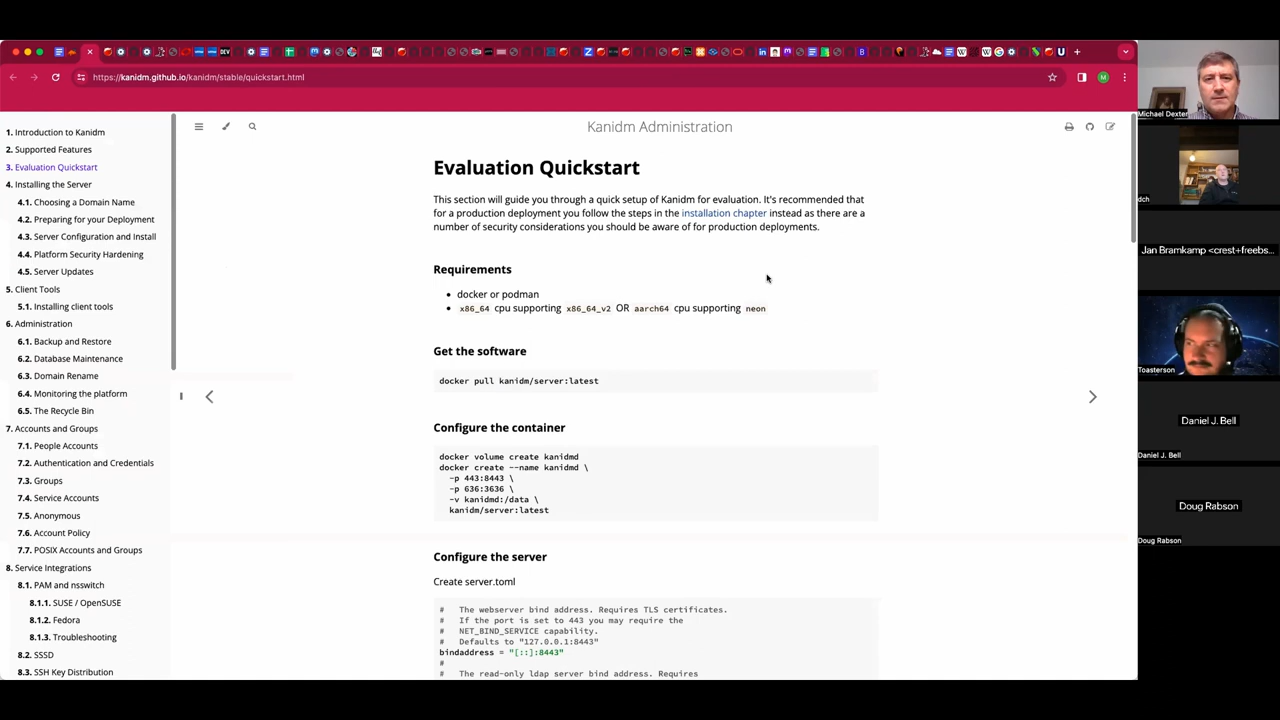 https://kanidm.github.io/kanidm/stable/quickstart.html
M
1. Introduction to Kanidm
2. Supported Features
3. Evaluation Quickstart
4. Installing the Server
4.1. Choosing a Domain Name
4.2. Preparing for your Deployment
4.3. Server Configuration and Install
4.4. Platform Security Hardening
4.5. Server Updates
5. Client Tools
5.1. Installing client tools
6. Administration
6.1. Backup and Restore
6.2. Database Maintenance
6.3. Domain Rename
6.4. Monitoring the platform
6.5. The Recycle Bin
7. Accounts and Groups
7.1. People Accounts
7.2. Authentication and Credentials
7.3. Groups
7.4. Service Accounts
7.5. Anonymous
7.6. Account Policy
7.7. POSIX Accounts and Groups
8. Service Integrations
8.1. PAM and nsswitch
8.1.1. SUSE / OpenSUSE
8.1.2. Fedora
8.1.3. Troubleshooting
8.2. SSSD
8.3. SSH Key Distribution
Kanidm Administration
Evaluation Quickstart
This section will guide you through a quick setup of Kanidm for evaluation. It's recommended that
for a production deployment you follow the steps in the installation chapter instead as there are a
number of security considerations you should be aware of for production deployments.
Requirements
• docker or podman
• x86_64 cpu supporting x86_64_v2 OR aarch64 cpu supporting neon
Get the software
docker pull kanidm/server:latest
Configure the container
docker volume create kanidmd
docker create --name kanidmd \
-p 443:8443 \
-p 636:3636 \
-v kanidmd:/data \
kanidm/server:latest
Configure the server
Create server.toml
#   The webserver bind address. Requires TLS certificates.
#   If the port is set to 443 you may require the
#   NET_BIND_SERVICE capability.
#   Defaults to "127.0.0.1:8443"
bindaddress = "[::]:8443"
#
#   The read-only ldap server bind address. Requires
Michael Dexter
dch
Jan Bramkamp <crest+freebs...
Toasterson
Daniel J. Bell
Daniel J. Bell
Doug Rabson
Doug Rabson